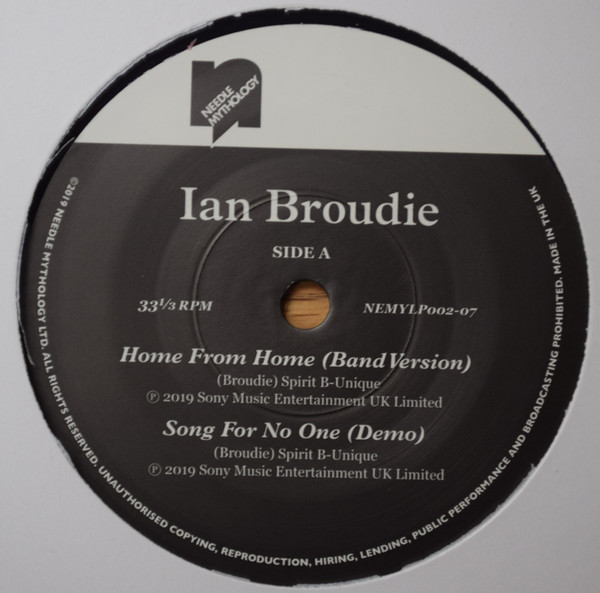 NEEDLE
MYTHOLOGY
Ian Broudie
SIDE A
33⅓ RPM
NEMYLP002-07
Home From Home (Band Version)
(Broudie) Spirit B-Unique
℗ 2019 Sony Music Entertainment UK Limited
Song For No One (Demo)
(Broudie) Spirit B-Unique
℗ 2019 Sony Music Entertainment UK Limited
©2019 NEEDLE MYTHOLOGY LTD. ALL RIGHTS RESERVED. UNAUTHORISED COPYING, REPRODUCTION, HIRING, LENDING, PUBLIC PERFORMANCE AND BROADCASTING PROHIBITED. MADE IN THE UK